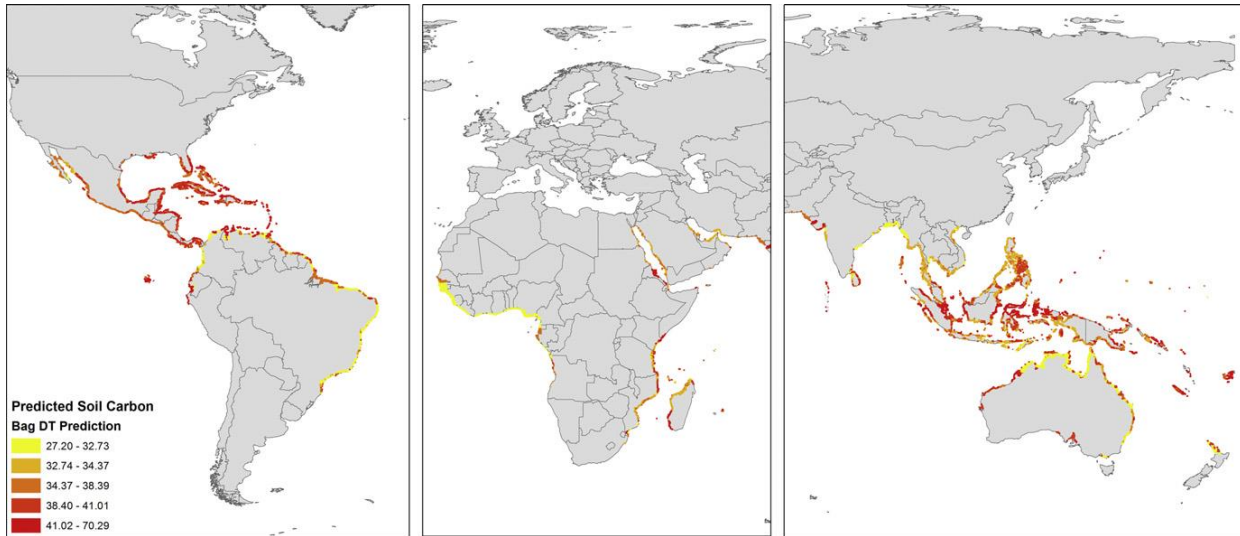 Predicted Soil Carbon
Bag DT Prediction
27.20 - 32.73
32.74 - 34.37
34.37 - 38.39
38.40 - 41.01
41.02 - 70.29